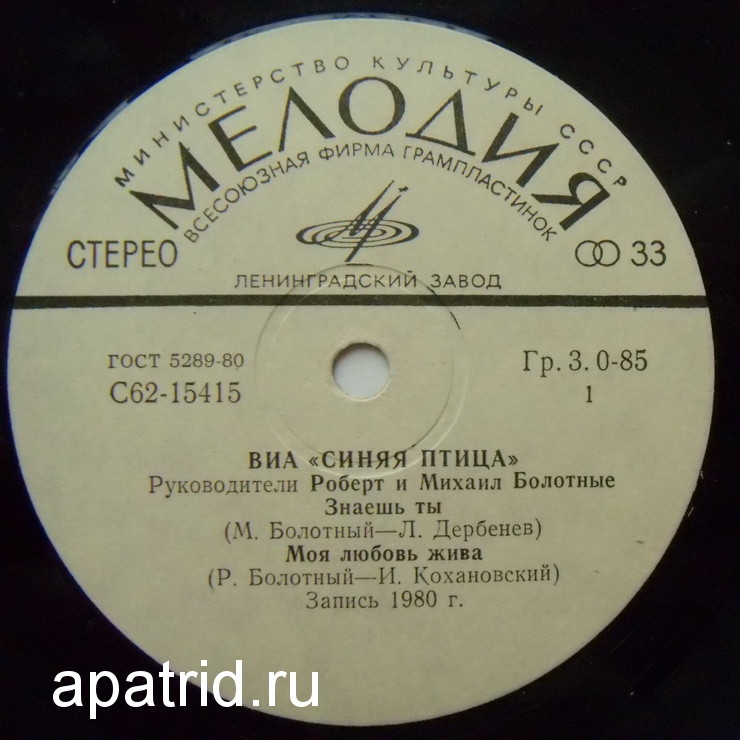 МИНИСТЕРСТВО КУЛЬТУРЫ СССР
МЕЛОДИЯ
ВСЕСОЮЗНАЯ ФИРМА ГРАМПЛАСТИНОК
СТЕРЕО 33
ЛЕНИНГРАДСКИЙ ЗАВОД
ГОСТ 5289-80 Гр. 3. 0-85
С62-15415 1
ВИА «СИНЯЯ ПТИЦА»
Руководители Роберт и Михаил Болотные
Знаешь ты
(М. Болотный—Л. Дербенев)
Моя любовь жива
(Р. Болотный—И. Кохановский)
Запись 1980 г.
apatrid.ru